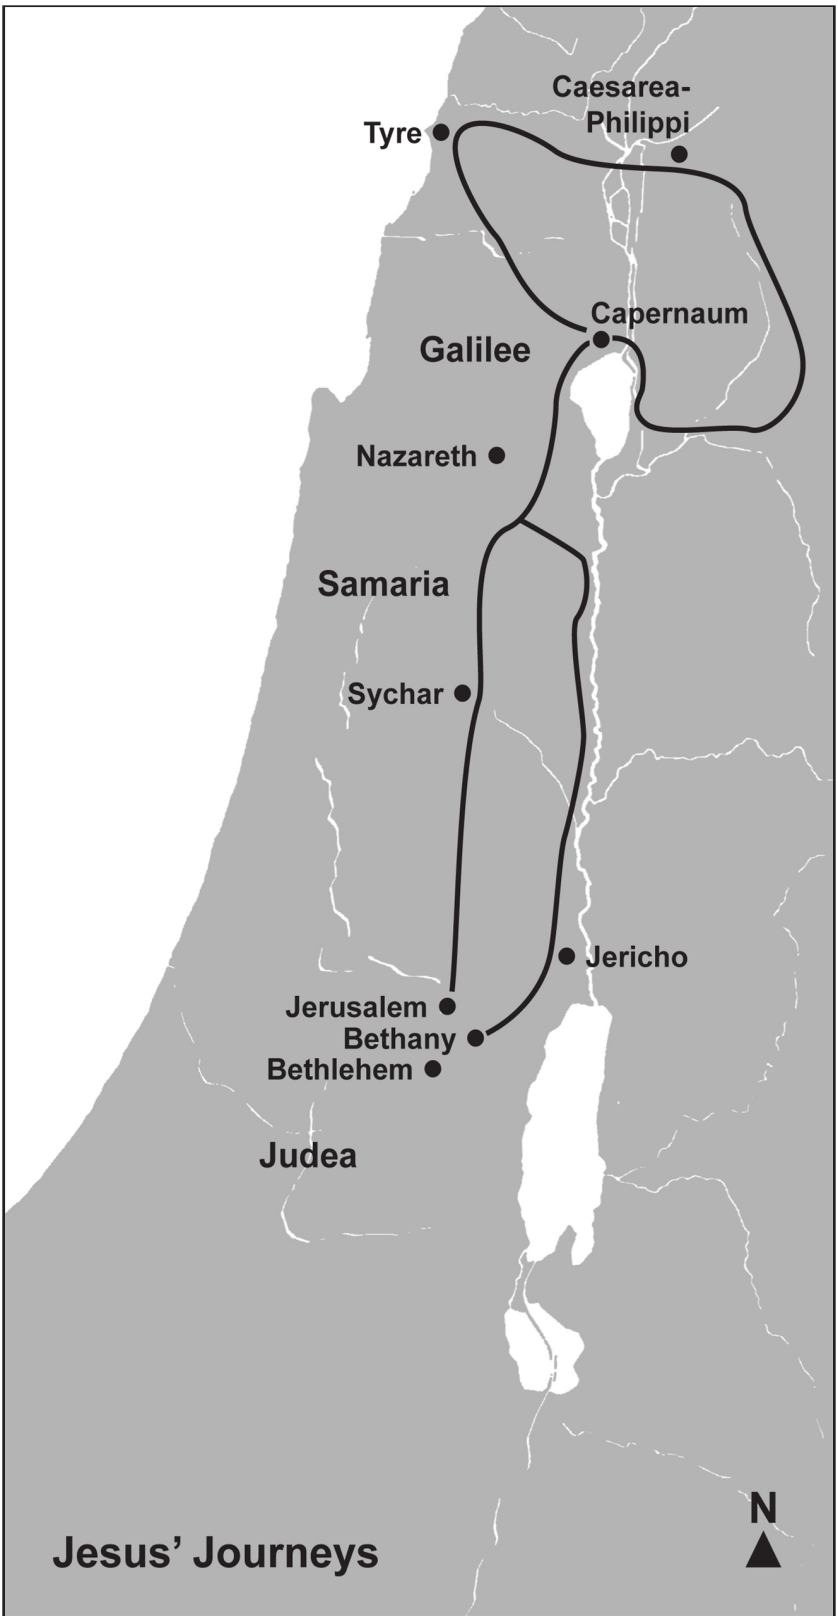 Caesarea-
Philippi
Tyre
Capernaum
Galilee
Nazareth
Samaria
Sychar
Jericho
Jerusalem
Bethany
Bethlehem
Judea
N
Jesus’ Journeys